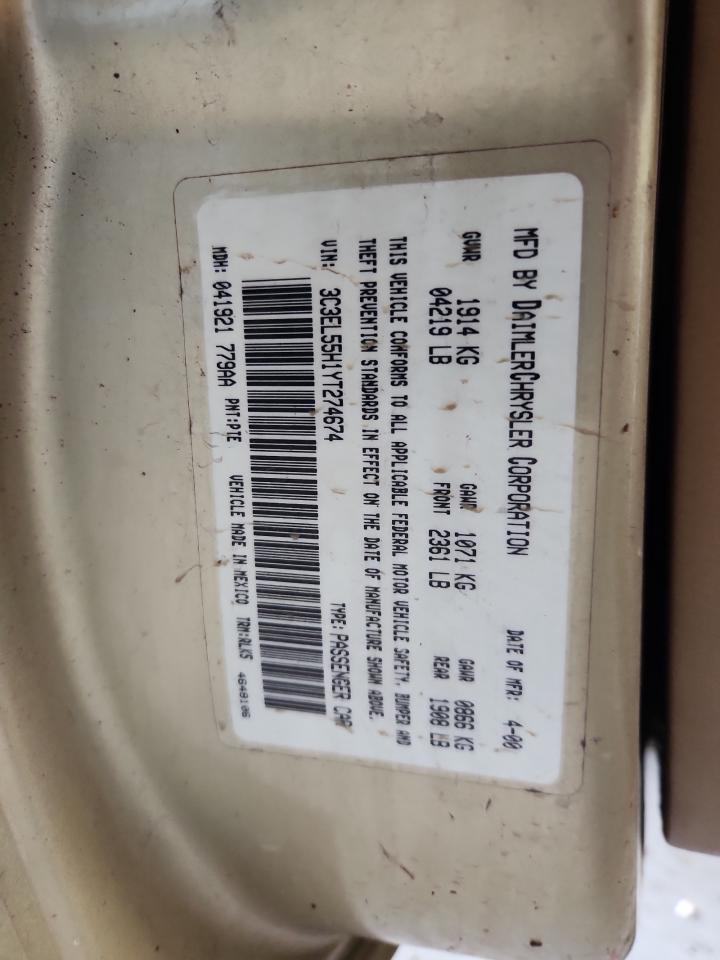 MFD BY DAIMLERCHRYSLER CORPORATION DATE OF MFR: 4-00
GVWR 1914 KG GAWR 1071 KG GAWR 0866 KG
04219 LB FRONT 2361 LB REAR 1908 LB
THIS VEHICLE CONFORMS TO ALL APPLICABLE FEDERAL MOTOR VEHICLE SAFETY, BUMPER AND
THEFT PREVENTION STANDARDS IN EFFECT ON THE DATE OF MANUFACTURE SHOWN ABOVE.
VIN: 3C3EL55H1YT274674 TYPE: PASSENGER CAR
MDH: 041921 779AA PNT:PTE VEHICLE MADE IN MEXICO TRM:RLK5 4648106